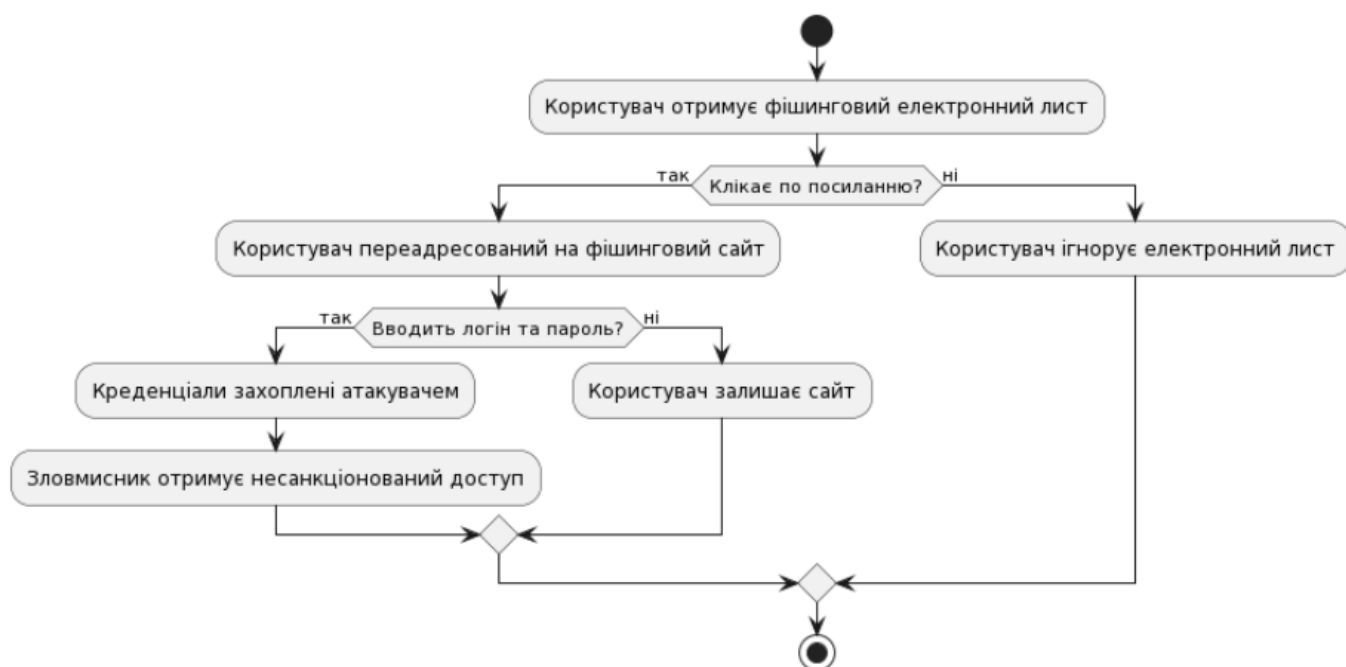 Користувач отримує фішинговий електронний лист
так
Клікає по посиланню?
ні
Користувач переадресований на фішинговий сайт
Користувач ігнорує електронний лист
так
Вводить логін та пароль?
ні
Креденціали захоплені атакувачем
Користувач залишає сайт
Зловмисник отримує несанкціонований доступ